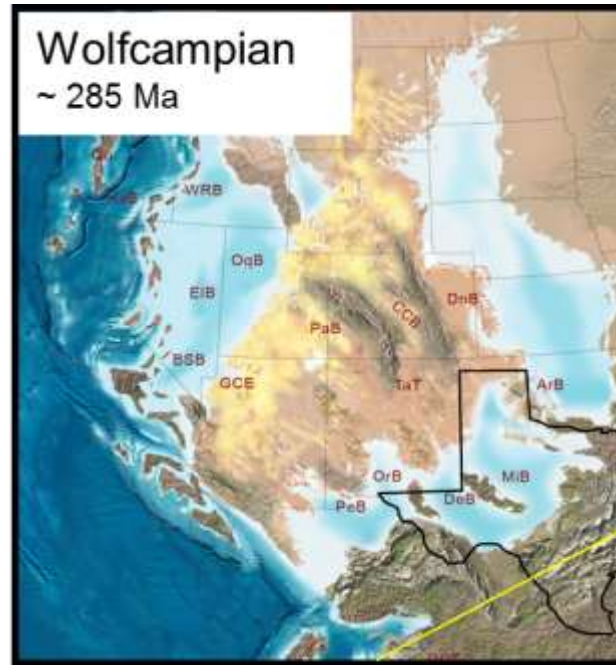 Wolfcampian
~ 285 Ma
WRB
OqB
ElB
DnB
CCB
PaB
BSB
GCE
TaT
ArB
OrB
MiB
DeB
PeB